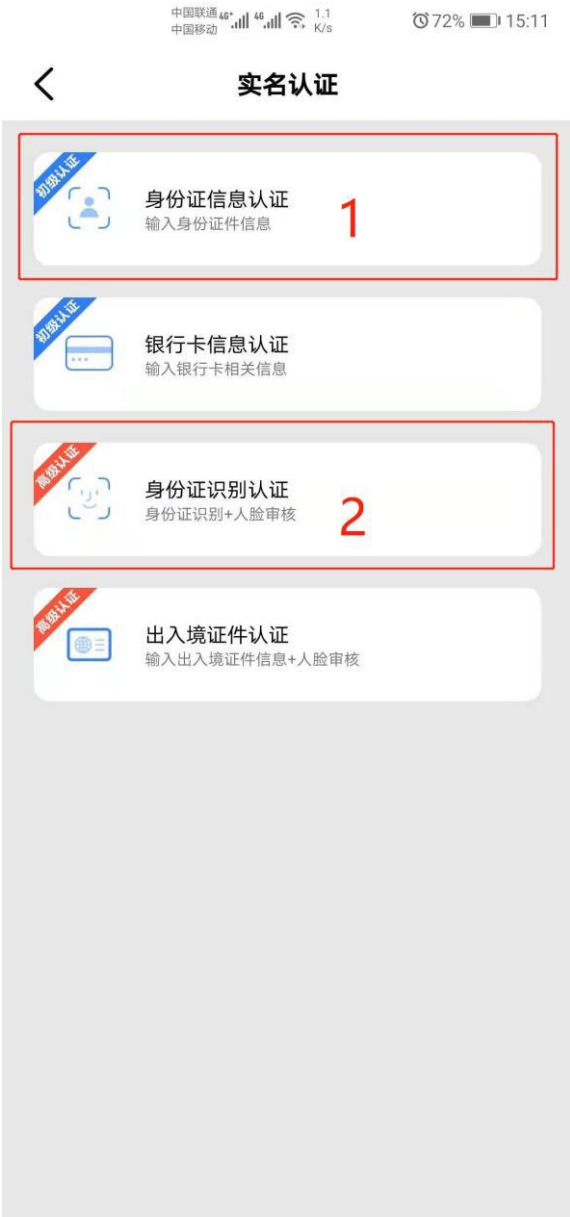 中国联通 4G+ 4G 1.1
中国移动 K/s
72% 15:11
实名认证
初级认证
身份证信息认证
输入身份证件信息
1
初级认证
银行卡信息认证
输入银行卡相关信息
高级认证
身份证识别认证
身份证识别+人脸审核
2
高级认证
出入境证件认证
输入出入境证件信息+人脸审核